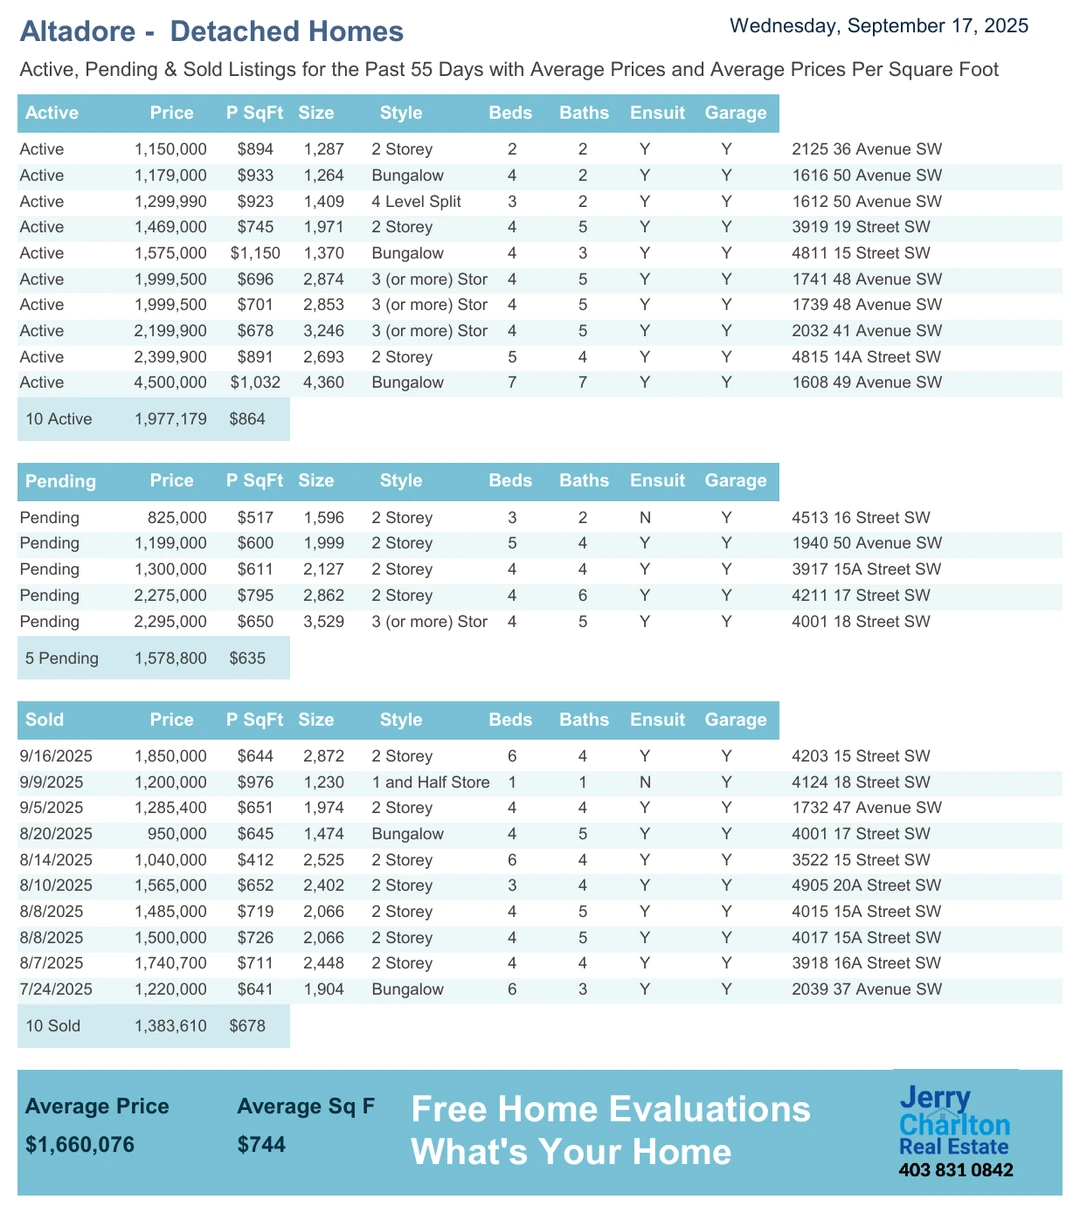 Altadore - Detached Homes
Wednesday, September 17, 2025
Active, Pending & Sold Listings for the Past 55 Days with Average Prices and Average Prices Per Square Foot
Active Price P SqFt Size Style Beds Baths Ensuit Garage
Active 1,150,000 $894 1,287 2 Storey 2 2 Y Y 2125 36 Avenue SW
Active 1,179,000 $933 1,264 Bungalow 4 2 Y Y 1616 50 Avenue SW
Active 1,299,990 $923 1,409 4 Level Split 3 2 Y Y 1612 50 Avenue SW
Active 1,469,000 $745 1,971 2 Storey 4 5 Y Y 3919 19 Street SW
Active 1,575,000 $1,150 1,370 Bungalow 4 3 Y Y 4811 15 Street SW
Active 1,999,500 $696 2,874 3 (or more) Stor 4 5 Y Y 1741 48 Avenue SW
Active 1,999,500 $701 2,853 3 (or more) Stor 4 5 Y Y 1739 48 Avenue SW
Active 2,199,900 $678 3,246 3 (or more) Stor 4 5 Y Y 2032 41 Avenue SW
Active 2,399,900 $891 2,693 2 Storey 5 4 Y Y 4815 14A Street SW
Active 4,500,000 $1,032 4,360 Bungalow 7 7 Y Y 1608 49 Avenue SW
10 Active 1,977,179 $864
Pending Price P SqFt Size Style Beds Baths Ensuit Garage
Pending 825,000 $517 1,596 2 Storey 3 2 N Y 4513 16 Street SW
Pending 1,199,000 $600 1,999 2 Storey 5 4 Y Y 1940 50 Avenue SW
Pending 1,300,000 $611 2,127 2 Storey 4 4 Y Y 3917 15A Street SW
Pending 2,275,000 $795 2,862 2 Storey 4 6 Y Y 4211 17 Street SW
Pending 2,295,000 $650 3,529 3 (or more) Stor 4 5 Y Y 4001 18 Street SW
5 Pending 1,578,800 $635
Sold Price P SqFt Size Style Beds Baths Ensuit Garage
9/16/2025 1,850,000 $644 2,872 2 Storey 6 4 Y Y 4203 15 Street SW
9/9/2025 1,200,000 $976 1,230 1 and Half Store 1 1 N Y 4124 18 Street SW
9/5/2025 1,285,400 $651 1,974 2 Storey 4 4 Y Y 1732 47 Avenue SW
8/20/2025 950,000 $645 1,474 Bungalow 4 5 Y Y 4001 17 Street SW
8/14/2025 1,040,000 $412 2,525 2 Storey 6 4 Y Y 3522 15 Street SW
8/10/2025 1,565,000 $652 2,402 2 Storey 3 4 Y Y 4905 20A Street SW
8/8/2025 1,485,000 $719 2,066 2 Storey 4 5 Y Y 4015 15A Street SW
8/8/2025 1,500,000 $726 2,066 2 Storey 4 5 Y Y 4017 15A Street SW
8/7/2025 1,740,700 $711 2,448 2 Storey 4 4 Y Y 3918 16A Street SW
7/24/2025 1,220,000 $641 1,904 Bungalow 6 3 Y Y 2039 37 Avenue SW
10 Sold 1,383,610 $678
Average Price Average Sq F
$1,660,076 $744
Free Home Evaluations
What's Your Home
Jerry
Charlton
Real Estate
403 831 0842